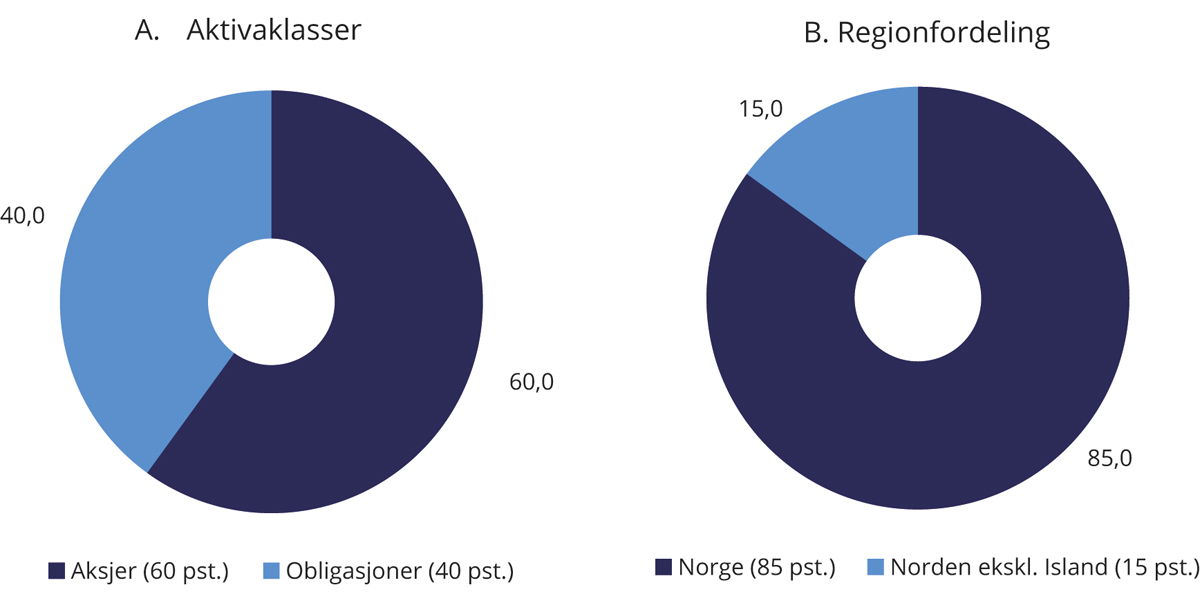 A. Aktivaklasser
40,0
60,0
Aksjer (60 pst.) Obligasjoner (40 pst.)
B. Regionfordeling
15,0
85,0
Norge (85 pst.) Norden ekskl. Island (15 pst.)